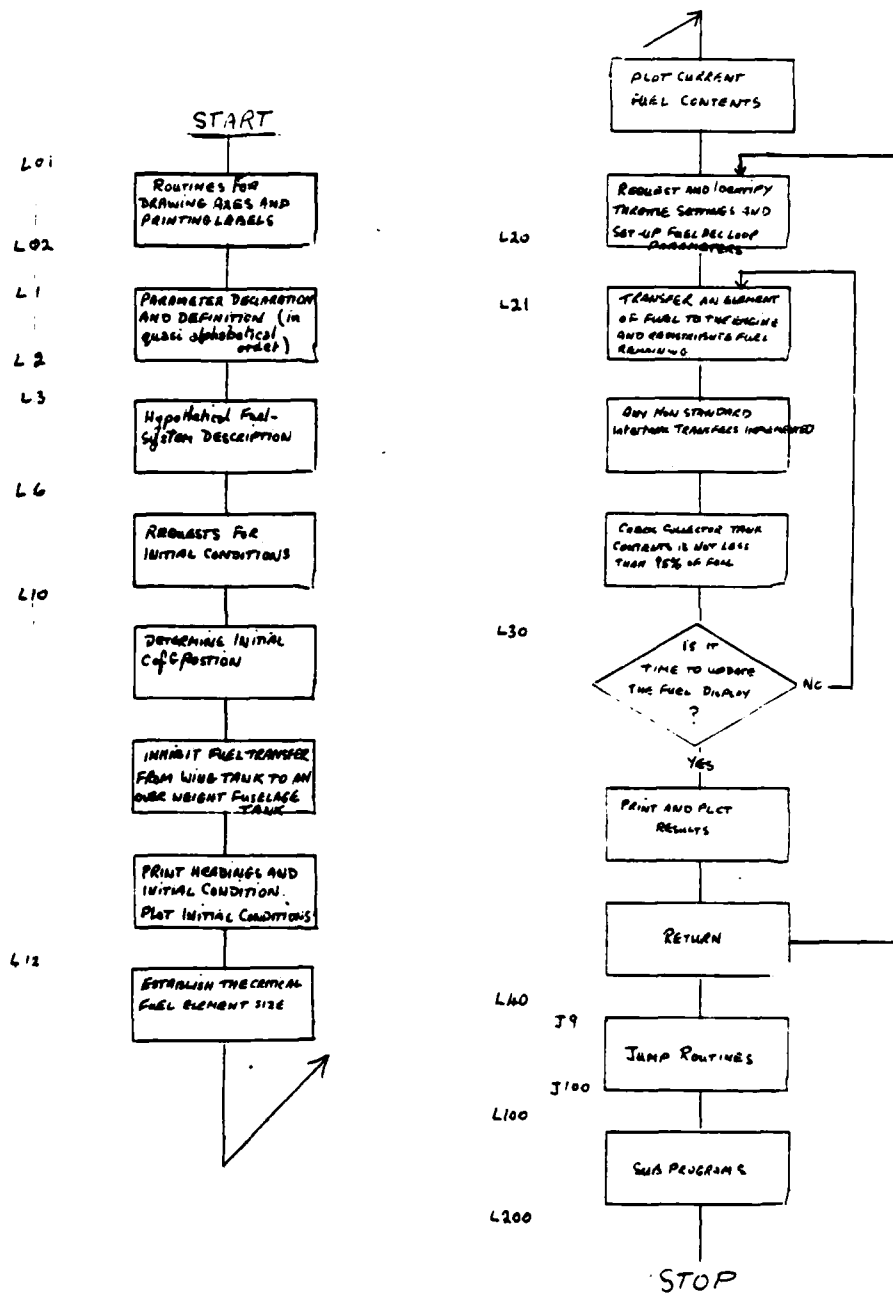 START
L01
ROUTINES FOR
DRAWING AXES AND
PRINTING LABELS
L02
L1
PARAMETER DECLARATION
AND DEFINITION (in
quasi alphabetical
order)
L2
L3
Hypothetical Fuel-
System DESCRIPTION
L6
REQUESTS FOR
INITIAL CONDITIONS
L10
DETERMINE INITIAL
CofG POSTION
INHIBIT FUEL TRANSFER
FROM WING TANK TO AN
OVER WEIGHT FUSELAGE
TANK
PRINT HEADINGS AND
INITIAL CONDITION.
PLOT INITIAL CONDITIONS
L12
ESTABLISH THE CRITICAL
FUEL ELEMENT SIZE
PLOT CURRENT
FUEL CONTENTS
REQUEST AND IDENTIFY
THROTTLE SETTINGS AND
SET-UP FUEL DEL LOOP
PARAMETERS
L20
L21
TRANSFER AN ELEMENT
OF FUEL TO THE ENGINE
AND REDISTRIBUTE FUEL
REMAINING
ANY NON STANDARD
INTERTANK TRANSFERS IMPLEMENTED
CHECK COLLECTOR TANK
CONTENTS IS NOT LESS
THAN 95% OF FULL
L30
IS IT
TIME TO UPDATE
THE FUEL DISPLAY
?
NO
YES
PRINT AND PLOT
RESULTS
RETURN
L40
J9
JUMP ROUTINES
J100
L100
SUB PROGRAMS
L200
STOP